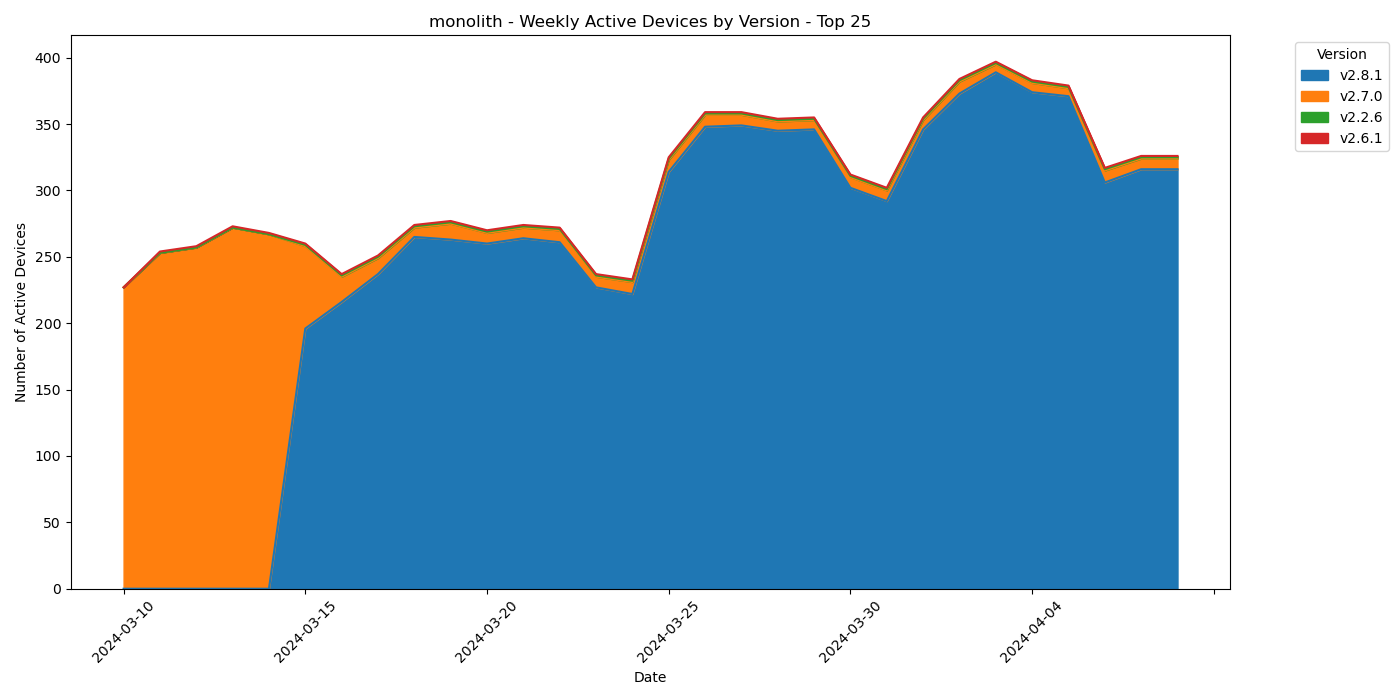 monolith - Weekly Active Devices by Version - Top 25
Version
v2.8.1
v2.7.0
v2.2.6
v2.6.1
Number of Active Devices
400
350
300
250
200
150
100
50
0
2024-03-10
2024-03-15
2024-03-20
2024-03-25
2024-03-30
2024-04-04
Date